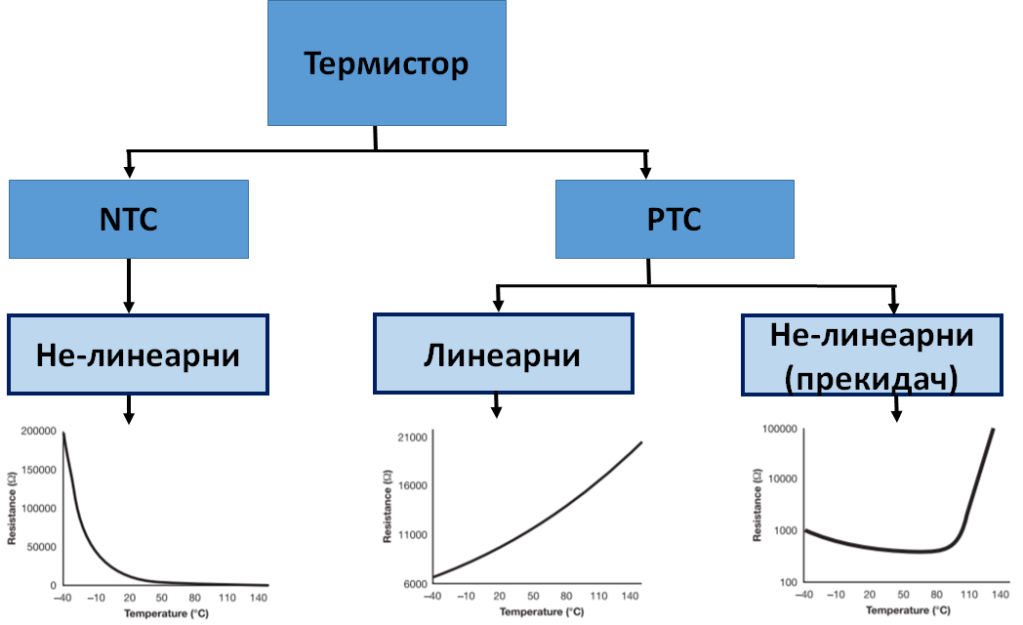 Термистор
NTC
PTC
Не-линеарни
Линеарни
Не-линеарни
(прекидач)
200000
150000
100000
50000
0
Resistance (Ω)
–40 –10 20 50 80 110 140
Temperature (°C)
21000
16000
11000
6000
Resistance (Ω)
–40 –10 20 50 80 110 140
Temperature (°C)
100000
10000
1000
100
Resistance (Ω)
–40 –10 20 50 80 110 140
Temperature (°C)